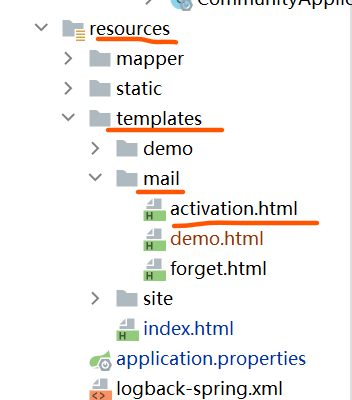 CommunityApplic
resources
mapper
static
templates
demo
mail
activation.html
demo.html
forget.html
site
index.html
application.properties
logback-spring.xml